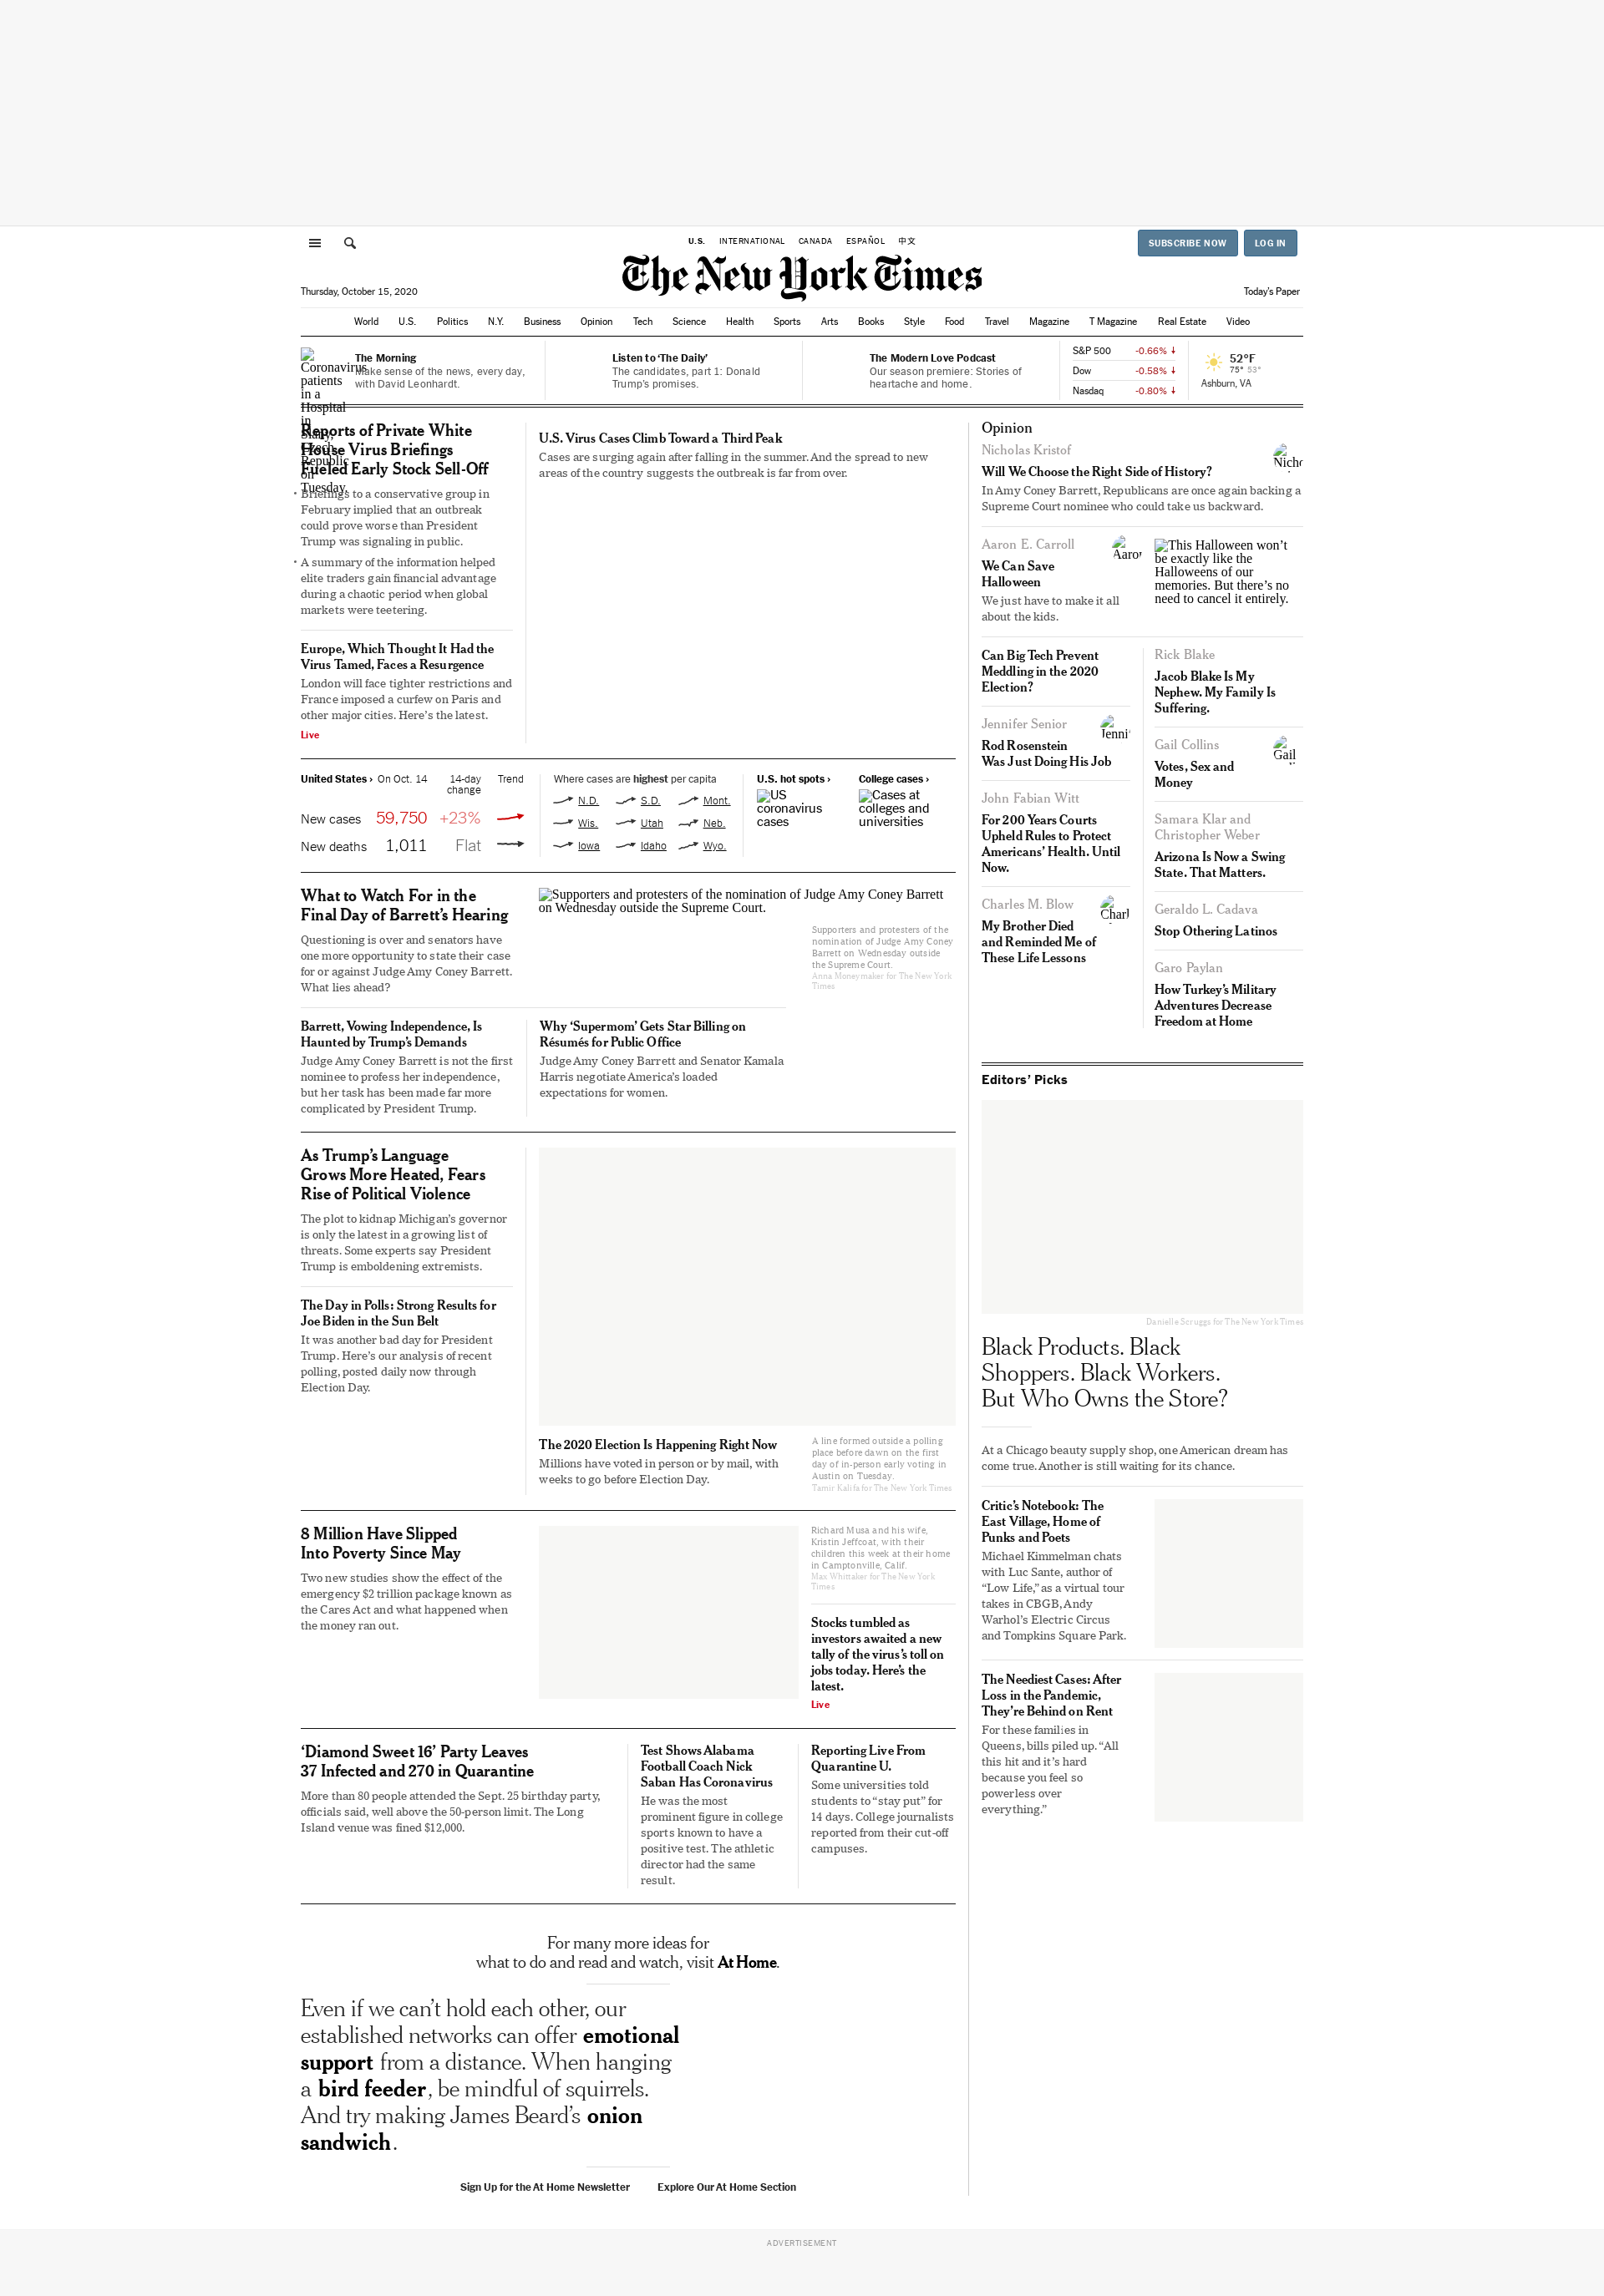 U.S. INTERNATIONAL CANADA ESPAÑOL 中文
SUBSCRIBE NOW LOG IN
The New York Times
Thursday, October 15, 2020
Today's Paper
World U.S. Politics N.Y. Business Opinion Tech Science Health Sports Arts Books Style Food Travel Magazine T Magazine Real Estate Video
Coronavirus
patients
in a
Hospital
in
Slany,
Czech
Republic
on
Tuesday.
The Morning
Make sense of the news, every day,
with David Leonhardt.
Listen to ‘The Daily’
The candidates, part 1: Donald
Trump's promises.
The Modern Love Podcast
Our season premiere: Stories of
heartache and home.
S&P 500 -0.66% ↓
Dow -0.58% ↓
Nasdaq -0.80% ↓
52°F
75° 53°
Ashburn, VA
Reports of Private White
House Virus Briefings
Fueled Early Stock Sell-Off
• Briefings to a conservative group in
February implied that an outbreak
could prove worse than President
Trump was signaling in public.
• A summary of the information helped
elite traders gain financial advantage
during a chaotic period when global
markets were teetering.
Europe, Which Thought It Had the
Virus Tamed, Faces a Resurgence
London will face tighter restrictions and
France imposed a curfew on Paris and
other major cities. Here’s the latest.
Live
U.S. Virus Cases Climb Toward a Third Peak
Cases are surging again after falling in the summer. And the spread to new
areas of the country suggests the outbreak is far from over.
United States › On Oct. 14 14-day
change Trend
New cases 59,750 +23%
New deaths 1,011 Flat
Where cases are highest per capita
N.D. S.D. Mont.
Wis. Utah Neb.
Iowa Idaho Wyo.
U.S. hot spots ›
US
coronavirus
cases
College cases ›
Cases at
colleges and
universities
What to Watch For in the
Final Day of Barrett’s Hearing
Questioning is over and senators have
one more opportunity to state their case
for or against Judge Amy Coney Barrett.
What lies ahead?
Supporters and protesters of the nomination of Judge Amy Coney Barrett
on Wednesday outside the Supreme Court.
Supporters and protesters of the
nomination of Judge Amy Coney
Barrett on Wednesday outside
the Supreme Court.
Anna Moneymaker for The New York
Times
Barrett, Vowing Independence, Is
Haunted by Trump’s Demands
Judge Amy Coney Barrett is not the first
nominee to profess her independence,
but her task has been made far more
complicated by President Trump.
Why ‘Supermom’ Gets Star Billing on
Résumés for Public Office
Judge Amy Coney Barrett and Senator Kamala
Harris negotiate America’s loaded
expectations for women.
As Trump’s Language
Grows More Heated, Fears
Rise of Political Violence
The plot to kidnap Michigan’s governor
is only the latest in a growing list of
threats. Some experts say President
Trump is emboldening extremists.
The Day in Polls: Strong Results for
Joe Biden in the Sun Belt
It was another bad day for President
Trump. Here’s our analysis of recent
polling, posted daily now through
Election Day.
The 2020 Election Is Happening Right Now
Millions have voted in person or by mail, with
weeks to go before Election Day.
A line formed outside a polling
place before dawn on the first
day of in-person early voting in
Austin on Tuesday.
Tamir Kalifa for The New York Times
8 Million Have Slipped
Into Poverty Since May
Two new studies show the effect of the
emergency $2 trillion package known as
the Cares Act and what happened when
the money ran out.
Richard Musa and his wife,
Kristin Jeffcoat, with their
children this week at their home
in Camptonville, Calif.
Max Whittaker for The New York
Times
Stocks tumbled as
investors awaited a new
tally of the virus’s toll on
jobs today. Here’s the
latest.
Live
‘Diamond Sweet 16’ Party Leaves
37 Infected and 270 in Quarantine
More than 80 people attended the Sept. 25 birthday party,
officials said, well above the 50-person limit. The Long
Island venue was fined $12,000.
Test Shows Alabama
Football Coach Nick
Saban Has Coronavirus
He was the most
prominent figure in college
sports known to have a
positive test. The athletic
director had the same
result.
Reporting Live From
Quarantine U.
Some universities told
students to “stay put” for
14 days. College journalists
reported from their cut-off
campuses.
For many more ideas for
what to do and read and watch, visit At Home.
Even if we can’t hold each other, our
established networks can offer emotional
support from a distance. When hanging
a bird feeder, be mindful of squirrels.
And try making James Beard’s onion
sandwich.
Sign Up for the At Home Newsletter Explore Our At Home Section
Opinion
Nicholas Kristof
Will We Choose the Right Side of History?
In Amy Coney Barrett, Republicans are once again backing a
Supreme Court nominee who could take us backward.
Aaron E. Carroll
We Can Save
Halloween
We just have to make it all
about the kids.
Aaron
This Halloween won’t
be exactly like the
Halloweens of our
memories. But there’s no
need to cancel it entirely.
Can Big Tech Prevent
Meddling in the 2020
Election?
Jennifer Senior
Rod Rosenstein
Was Just Doing His Job
John Fabian Witt
For 200 Years Courts
Upheld Rules to Protect
Americans’ Health. Until
Now.
Charles M. Blow
My Brother Died
and Reminded Me of
These Life Lessons
Rick Blake
Jacob Blake Is My
Nephew. My Family Is
Suffering.
Gail Collins
Gail
Votes, Sex and
Money
Samara Klar and
Christopher Weber
Arizona Is Now a Swing
State. That Matters.
Geraldo L. Cadava
Stop Othering Latinos
Garo Paylan
How Turkey’s Military
Adventures Decrease
Freedom at Home
Editors’ Picks
Danielle Scruggs for The New York Times
Black Products. Black
Shoppers. Black Workers.
But Who Owns the Store?
At a Chicago beauty supply shop, one American dream has
come true. Another is still waiting for its chance.
Critic’s Notebook: The
East Village, Home of
Punks and Poets
Michael Kimmelman chats
with Luc Sante, author of
“Low Life,” as a virtual tour
takes in CBGB, Andy
Warhol’s Electric Circus
and Tompkins Square Park.
The Neediest Cases: After
Loss in the Pandemic,
They’re Behind on Rent
For these families in
Queens, bills piled up. “All
this hit and it’s hard
because you feel so
powerless over
everything.”
ADVERTISEMENT